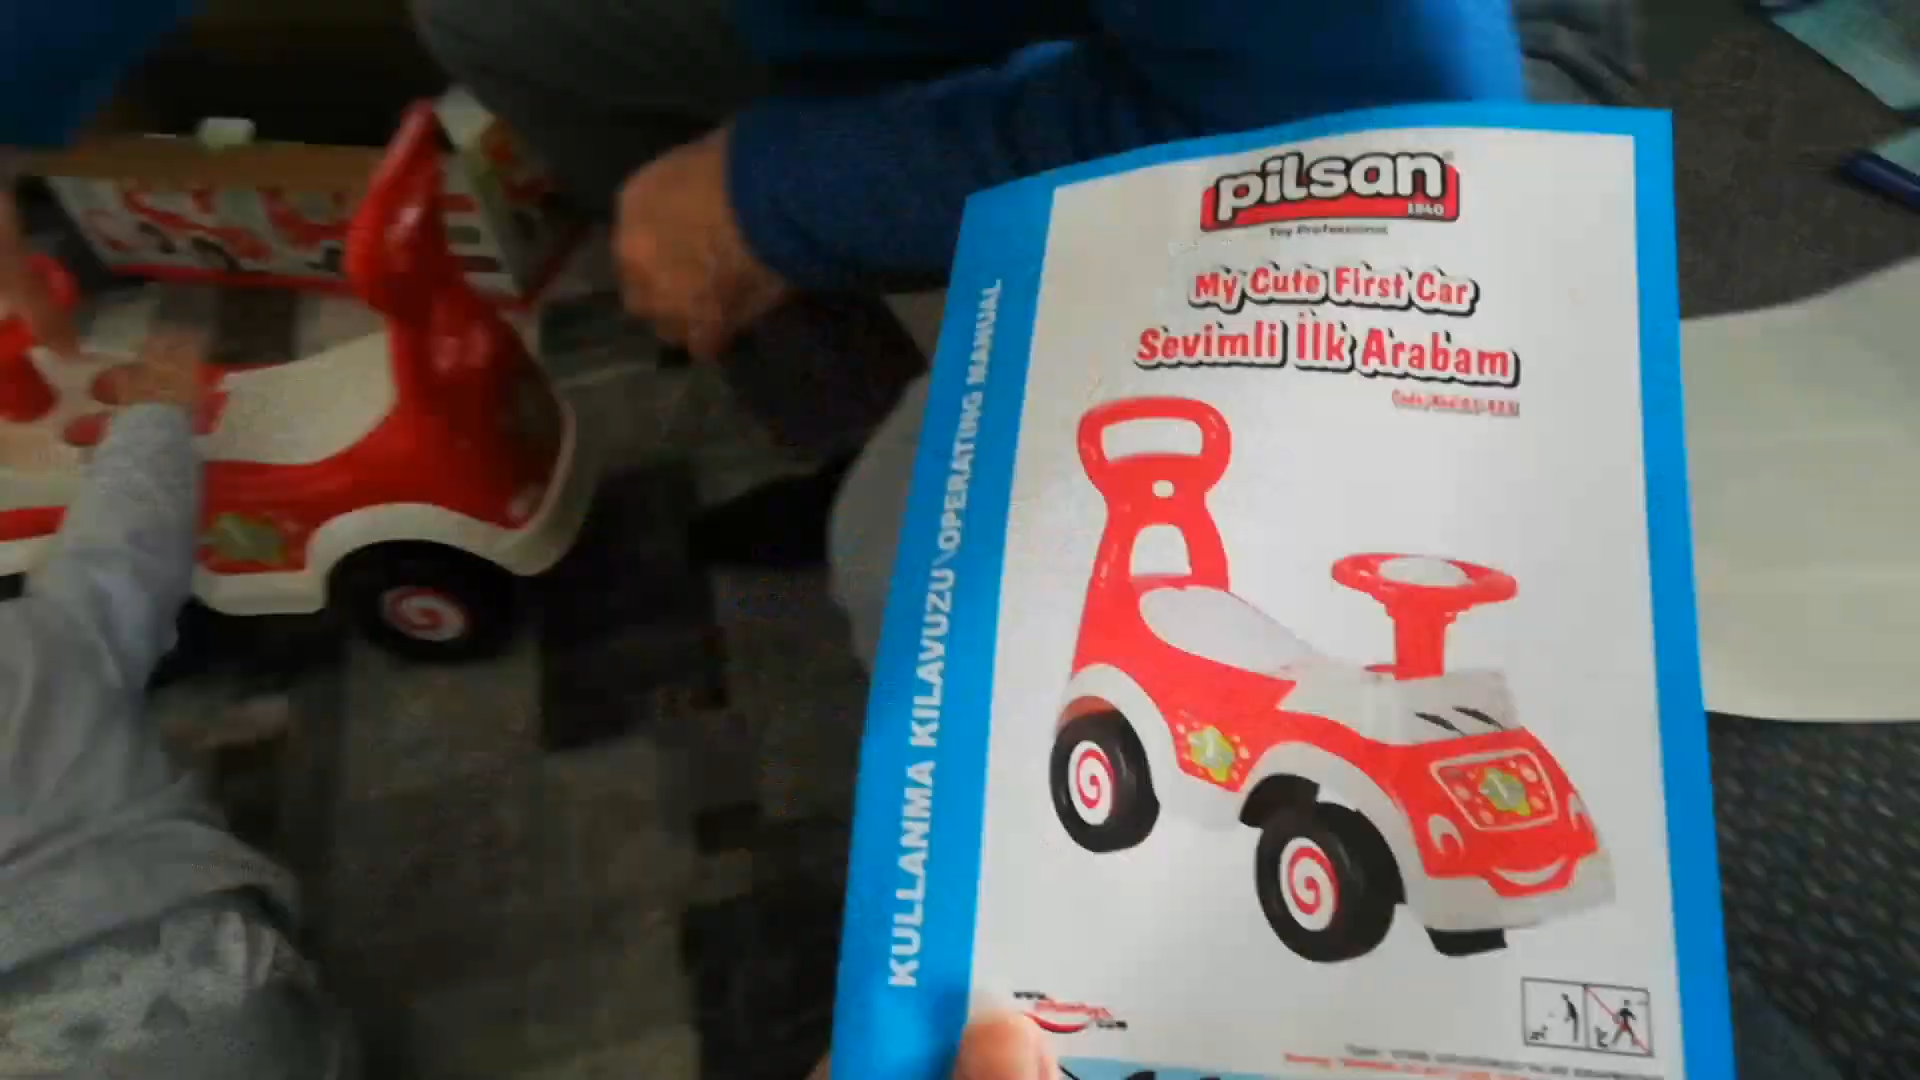 pilsan
1940
Toy Professional
My Cute First Car
Sevimli İlk Arabam
KULLANMA KILAVUZU\OPERATING MANUAL